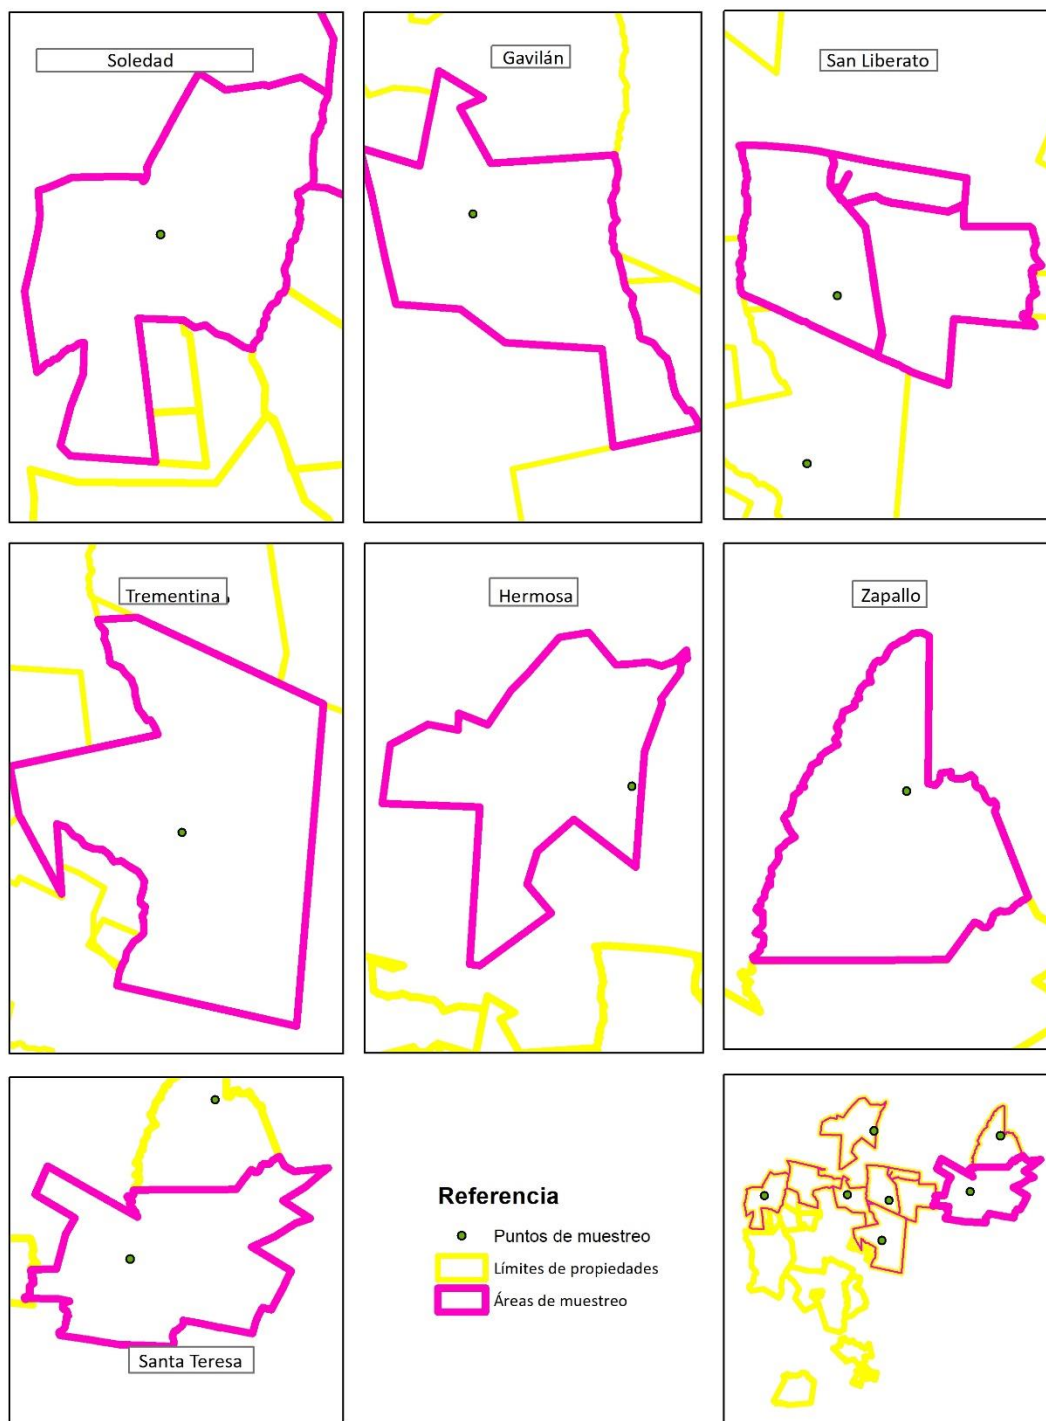 Soledad
Gavilán
San Liberato
Trementina
Hermosa
Zapallo
Santa Teresa
Referencia
Puntos de muestreo
Límites de propiedades
Áreas de muestreo